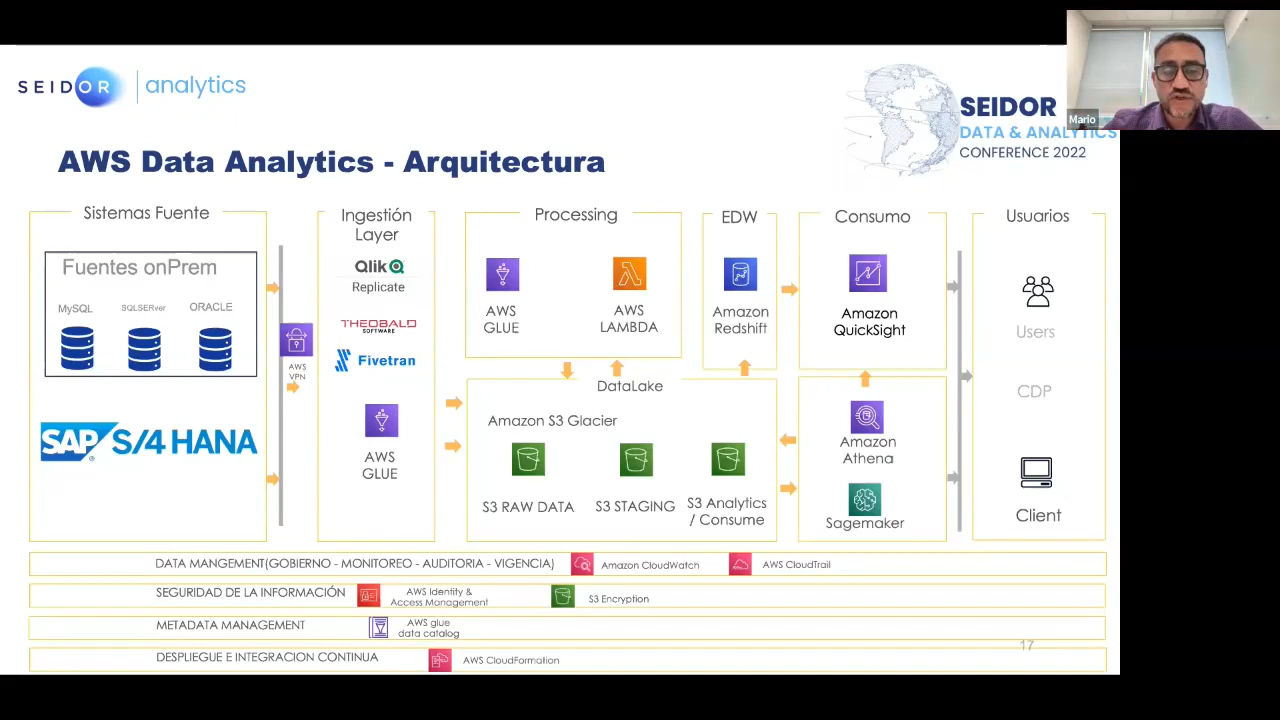 SEIDOR analytics
SEIDOR
DATA & ANALYTICS
CONFERENCE 2022
Mario
AWS Data Analytics - Arquitectura
Sistemas Fuente
Fuentes onPrem
MySQL
SQLSERver
ORACLE
SAP S/4 HANA
®
AWS
VPN
Ingestión
Layer
Qlik
Replicate
THEOBALD
SOFTWARE
Fivetran
AWS
GLUE
Processing
AWS
GLUE
AWS
LAMBDA
EDW
Amazon
Redshift
DataLake
Amazon S3 Glacier
S3 RAW DATA
S3 STAGING
S3 Analytics
/ Consume
Consumo
Amazon
QuickSight
Amazon
Athena
Sagemaker
Usuarios
Users
CDP
Client
DATA MANGEMENT(GOBIERNO - MONITOREO - AUDITORIA - VIGENCIA)
Amazon CloudWatch
AWS CloudTrail
SEGURIDAD DE LA INFORMACIÓN
AWS Identity &
Access Management
S3 Encryption
METADATA MANAGEMENT
AWS glue
data catalog
17
DESPLIEGUE E INTEGRACION CONTINUA
AWS CloudFormation